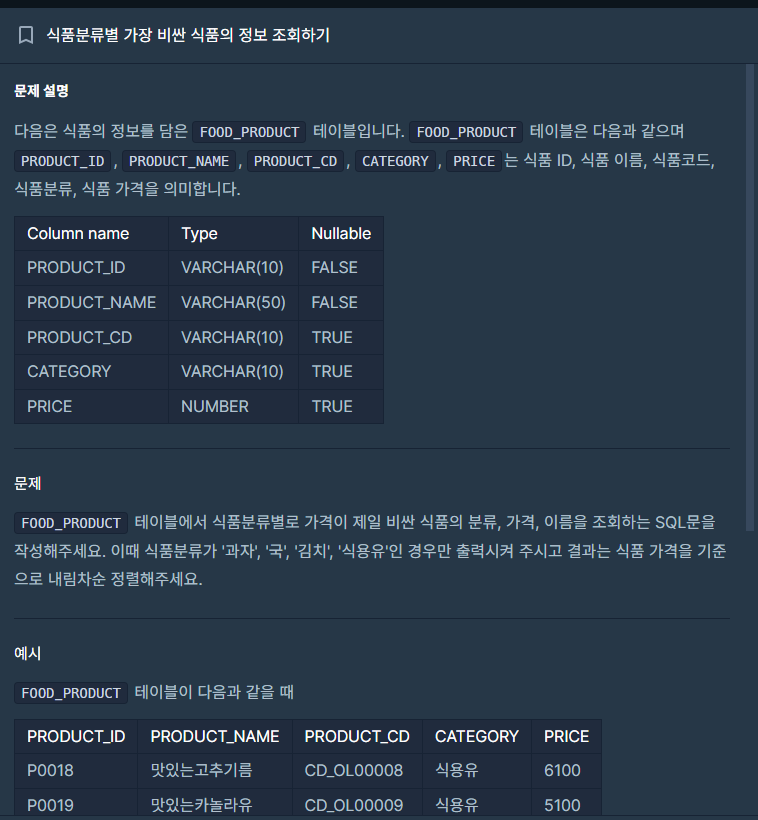 식품분류별 가장 비싼 식품의 정보 조회하기
문제 설명
다음은 식품의 정보를 담은 FOOD_PRODUCT 테이블입니다. FOOD_PRODUCT 테이블은 다음과 같으며
PRODUCT_ID , PRODUCT_NAME , PRODUCT_CD , CATEGORY , PRICE 는 식품 ID, 식품 이름, 식품코드,
식품분류, 식품 가격을 의미합니다.
Column name Type Nullable
PRODUCT_ID VARCHAR(10) FALSE
PRODUCT_NAME VARCHAR(50) FALSE
PRODUCT_CD VARCHAR(10) TRUE
CATEGORY VARCHAR(10) TRUE
PRICE NUMBER TRUE
문제
FOOD_PRODUCT 테이블에서 식품분류별로 가격이 제일 비싼 식품의 분류, 가격, 이름을 조회하는 SQL문을
작성해주세요. 이때 식품분류가 '과자', '국', '김치', '식용유'인 경우만 출력시켜 주시고 결과는 식품 가격을 기준
으로 내림차순 정렬해주세요.
예시
FOOD_PRODUCT 테이블이 다음과 같을 때
PRODUCT_ID PRODUCT_NAME PRODUCT_CD CATEGORY PRICE
P0018 맛있는고추기름 CD_OL00008 식용유 6100
P0019 맛있는카놀라유 CD_OL00009 식용유 5100